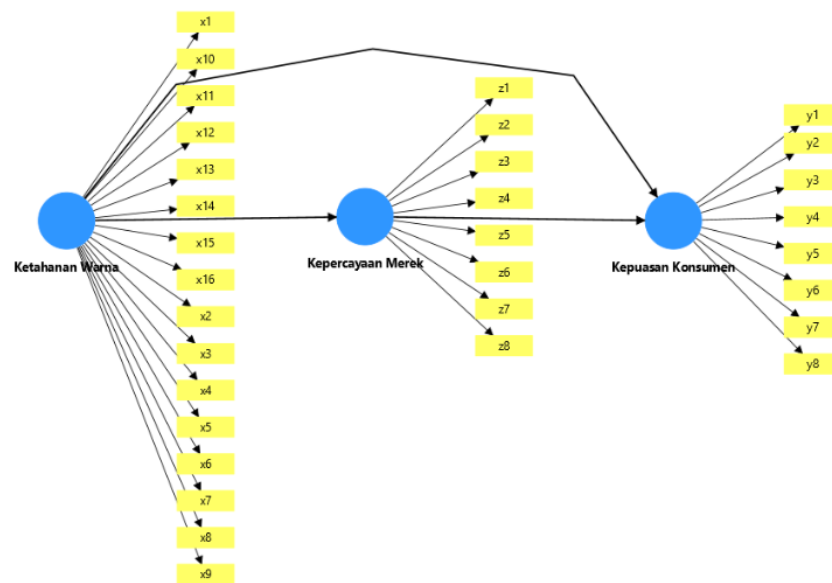 x1
x10
x11
x12
x13
x14
x15
x16
x2
x3
x4
x5
x6
x7
x8
x9
Ketahanan Warna
z1
z2
z3
z4
z5
z6
z7
z8
Kepercayaan Merek
y1
y2
y3
y4
y5
y6
y7
y8
Kepuasan Konsumen